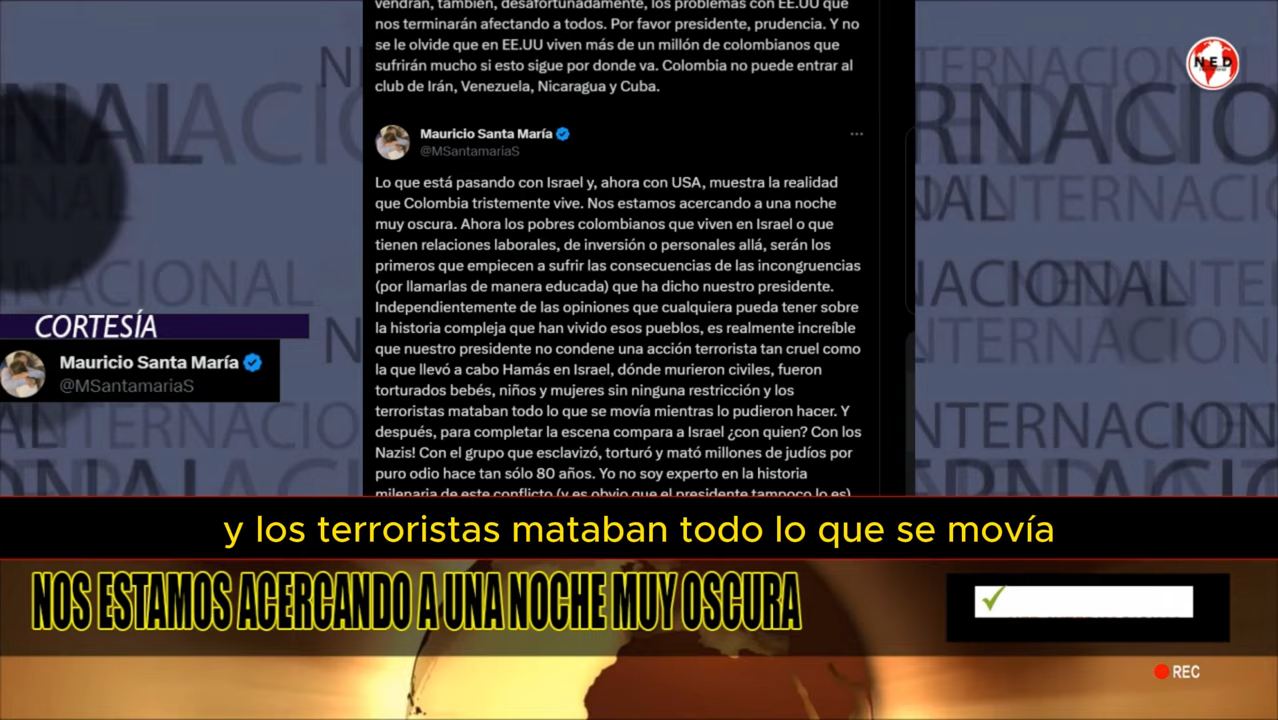 vendrán, también, desafortunadamente, los problemas con EE.UU que
nos terminarán afectando a todos. Por favor presidente, prudencia. Y no
se le olvide que en EE.UU viven más de un millón de colombianos que
sufrirán mucho si esto sigue por donde va. Colombia no puede entrar al
club de Irán, Venezuela, Nicaragua y Cuba.
NED
Mauricio Santa María
@MSantamariaS
Lo que está pasando con Israel y, ahora con USA, muestra la realidad
que Colombia tristemente vive. Nos estamos acercando a una noche
muy oscura. Ahora los pobres colombianos que viven en Israel o que
tienen relaciones laborales, de inversión o personales allá, serán los
primeros que empiecen a sufrir las consecuencias de las incongruencias
(por llamarlas de manera educada) que ha dicho nuestro presidente.
Independientemente de las opiniones que cualquiera pueda tener sobre
la historia compleja que han vivido esos pueblos, es realmente increíble
que nuestro presidente no condene una acción terrorista tan cruel como
la que llevó a cabo Hamás en Israel, dónde murieron civiles, fueron
torturados bebés, niños y mujeres sin ninguna restricción y los
terroristas mataban todo lo que se movía mientras lo pudieron hacer. Y
después, para completar la escena compara a Israel ¿con quien? Con los
Nazis! Con el grupo que esclavizó, torturó y mató millones de judíos por
puro odio hace tan sólo 80 años. Yo no soy experto en la historia
milenaria de este conflicto (y es obvio que el presidente tampoco lo es)
CORTESÍA
Mauricio Santa María
@MSantamariaS
y los terroristas mataban todo lo que se movía
NOS ESTAMOS ACERCANDO A UNA NOCHE MUY OSCURA
REC